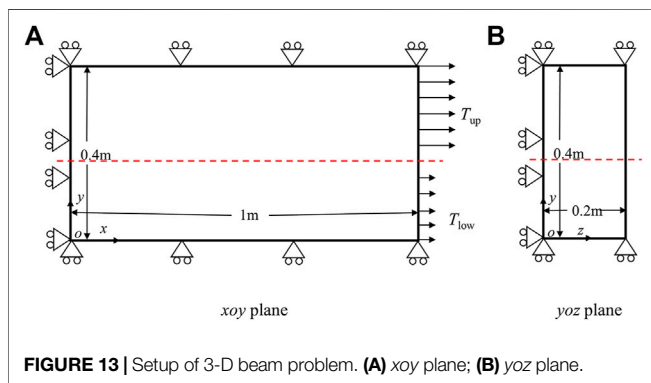 A
B
T_up
0.4m
0.4m
y
y
1m
0.2m
T_low
o
x
o
z
xoy plane
yoz plane
FIGURE 13 | Setup of 3-D beam problem. (A) xoy plane; (B) yoz plane.